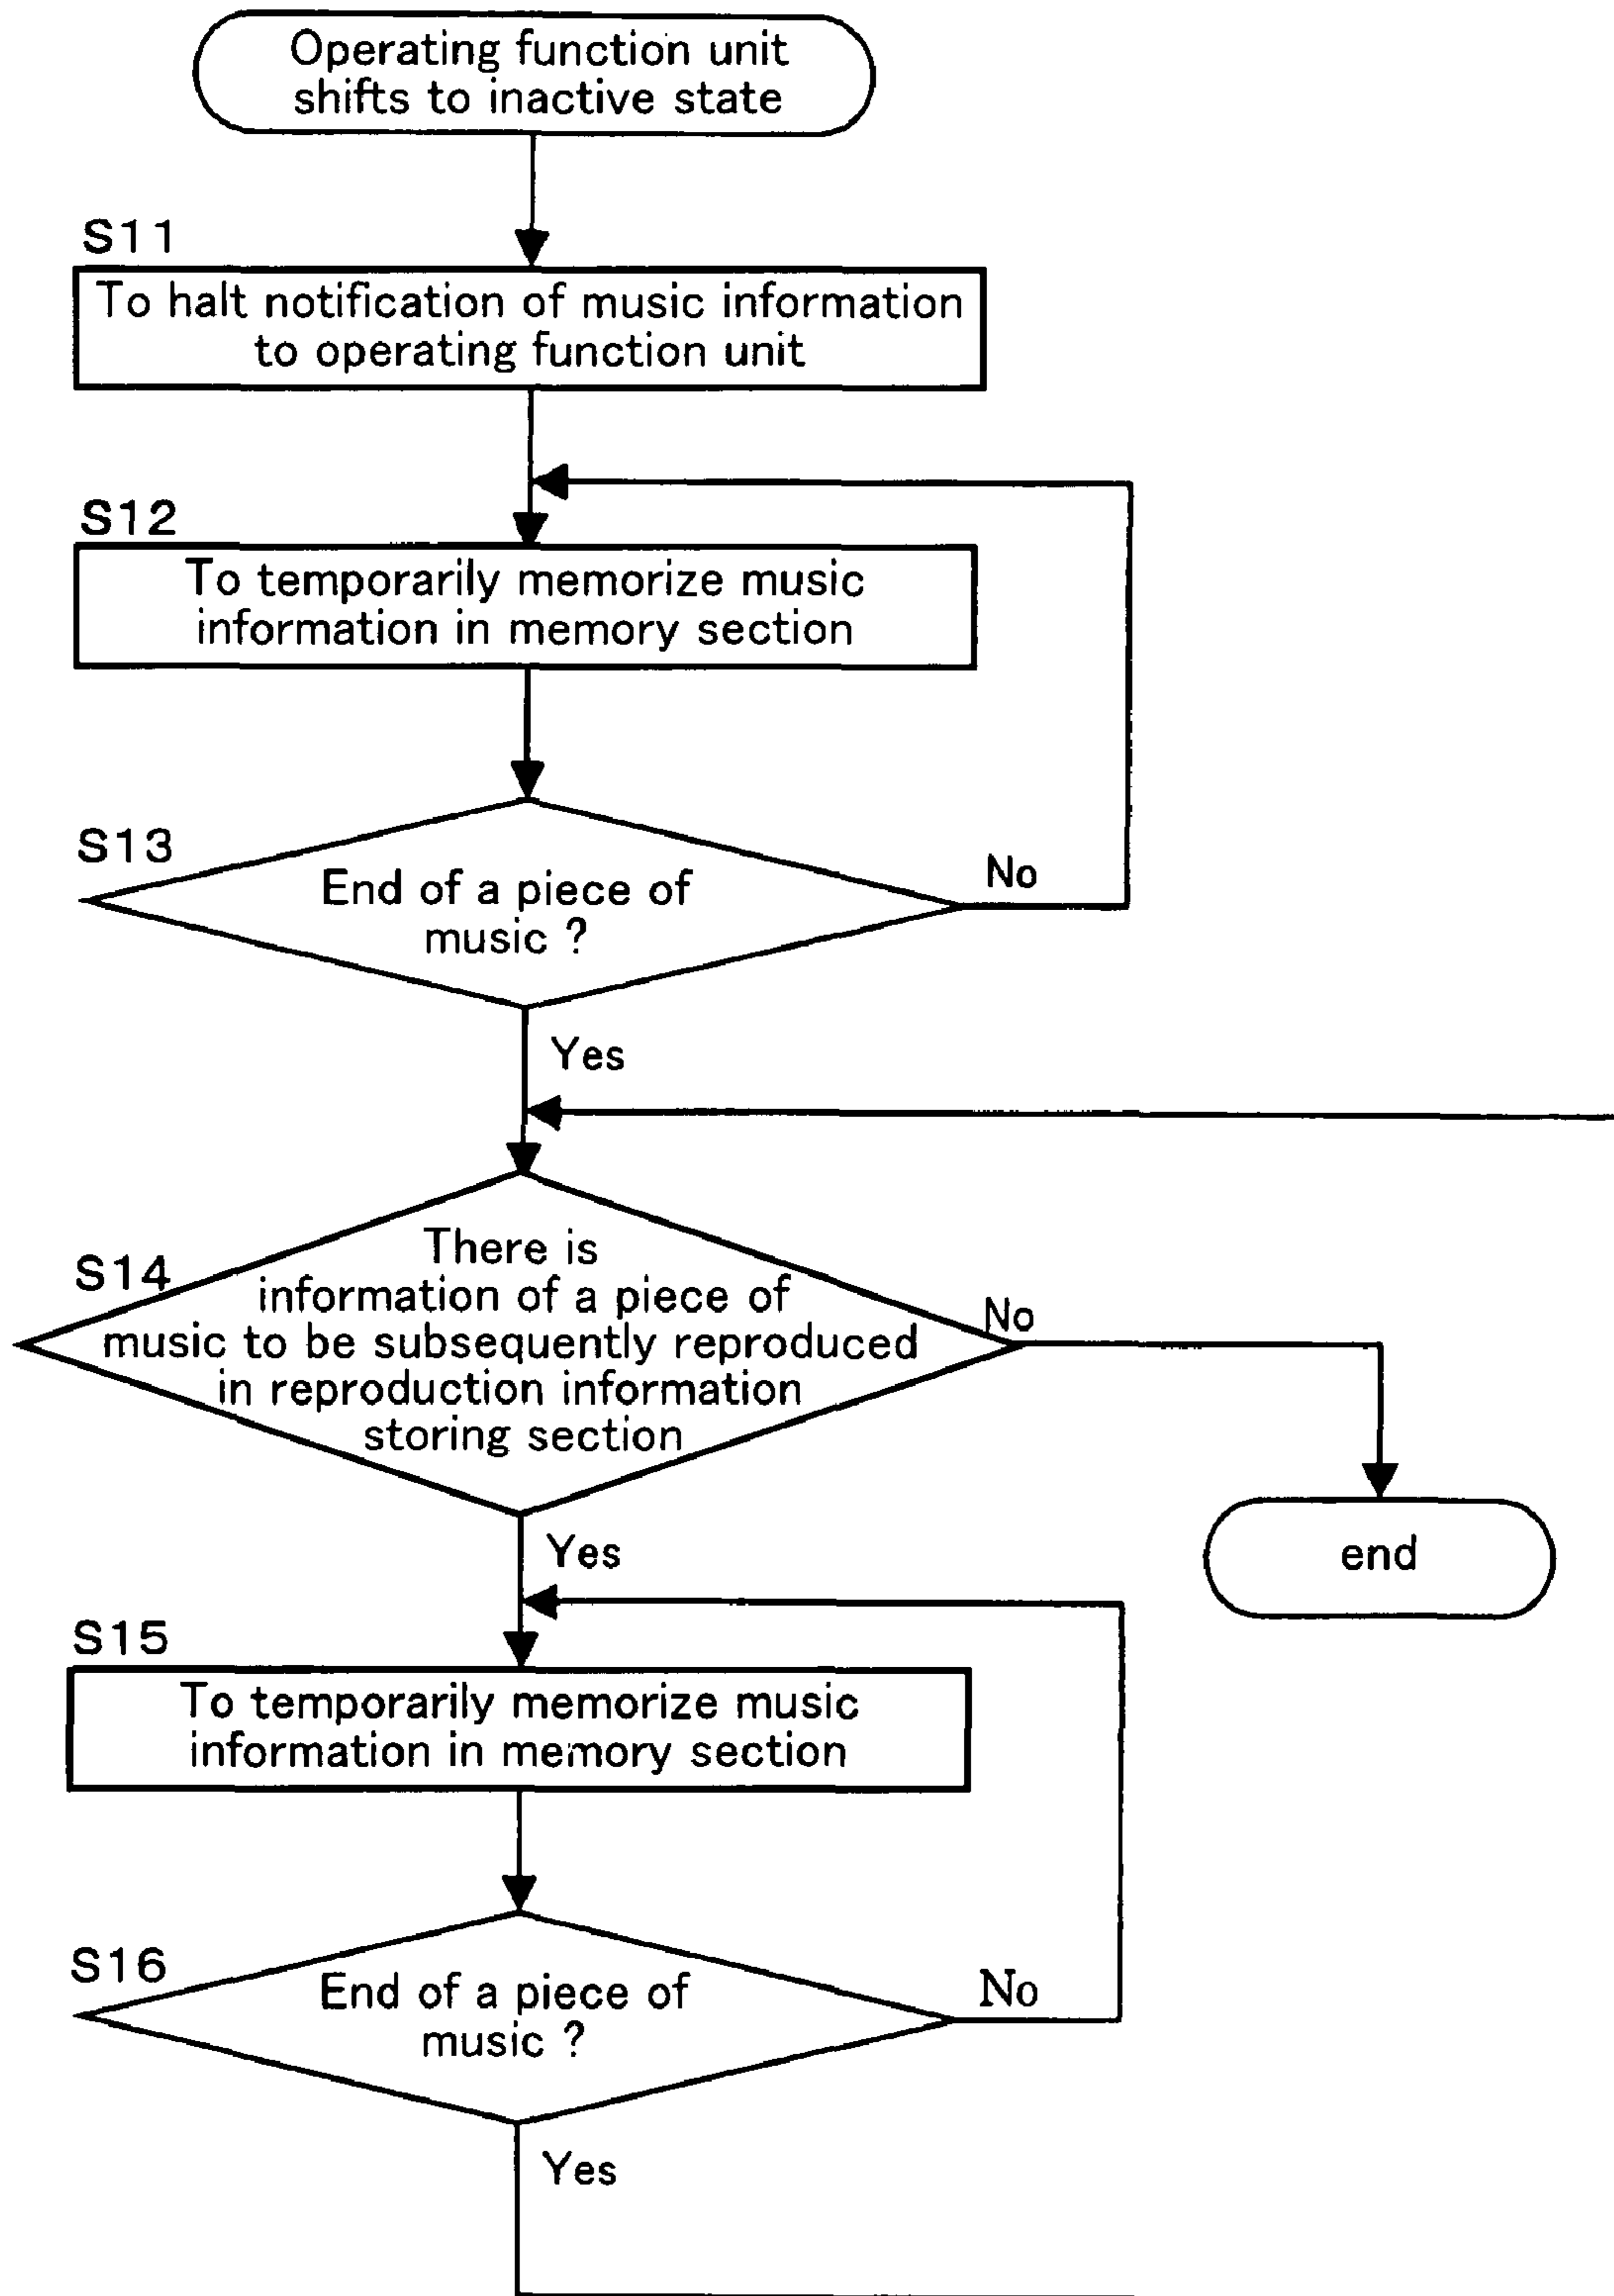 Operating function unit
shifts to inactive state
S11
To halt notification of music information
to operating function unit
S12
To temporarily memorize music
information in memory section
S13
End of a piece of
music ?
No
Yes
S14
There is
information of a piece of
music to be subsequently reproduced
in reproduction information
storing section
No
Yes
end
S15
To temporarily memorize music
information in memory section
S16
End of a piece of
music ?
No
Yes